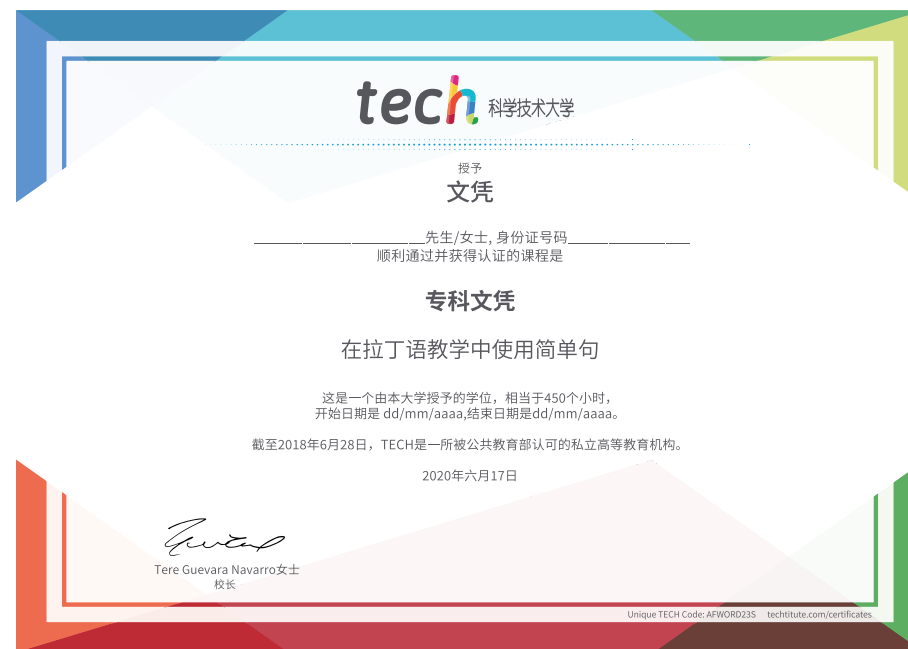 tech 科学技术大学
授予
文凭
________________________先生/女士, 身份证号码_________________
顺利通过并获得认证的课程是
专科文凭
在拉丁语教学中使用简单句
这是一个由本大学授予的学位，相当于450个小时，
开始日期是 dd/mm/aaaa,结束日期是dd/mm/aaaa。
截至2018年6月28日，TECH是一所被公共教育部认可的私立高等教育机构。
2020年六月17日
Tere Guevara Navarro女士
校长
Unique TECH Code: AFWORD23S techtitute.com/certificates